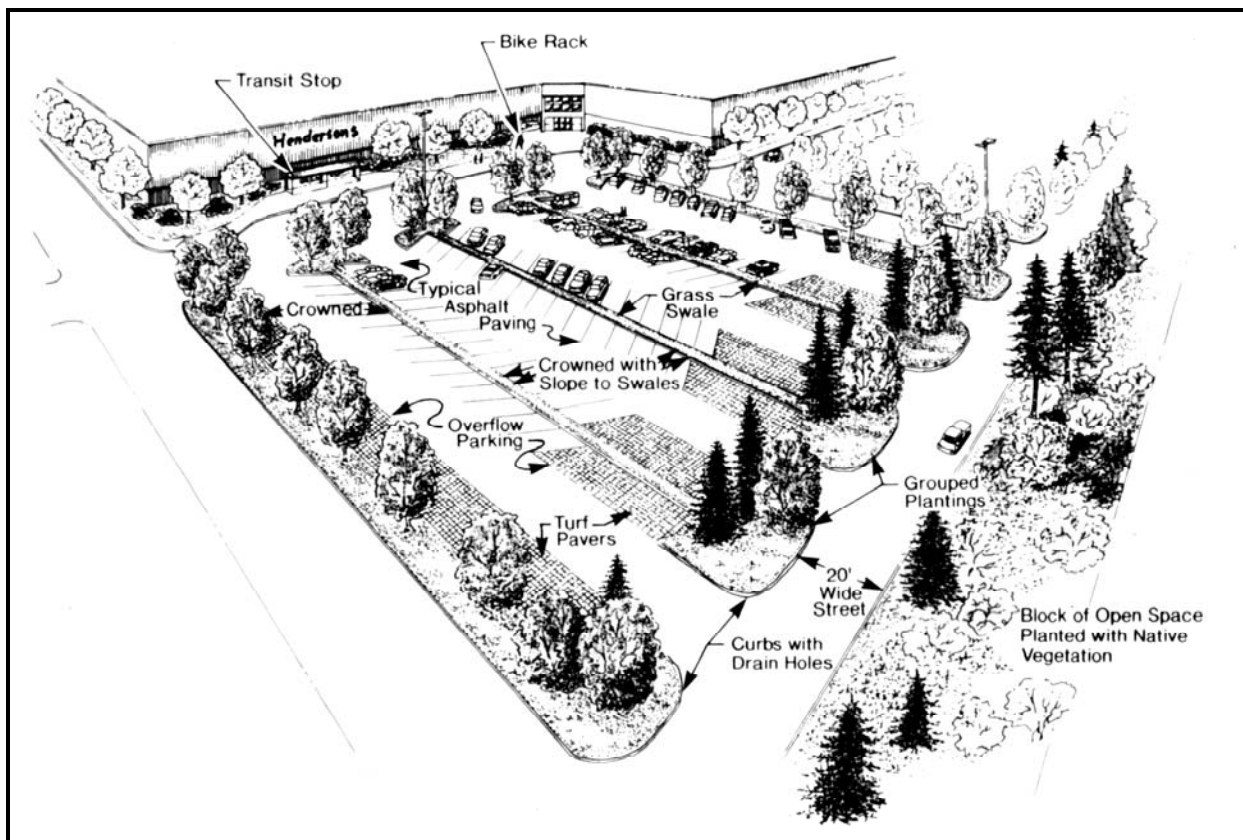 Bike Rack
Transit Stop
Hendersons
Typical
Asphalt
Paving
Grass
Swale
Crowned
Crowned with
Slope to Swales
Overflow
Parking
Grouped
Plantings
Turf
Pavers
20'
Wide
Street
Block of Open Space
Planted with Native
Vegetation
Curbs with
Drain Holes